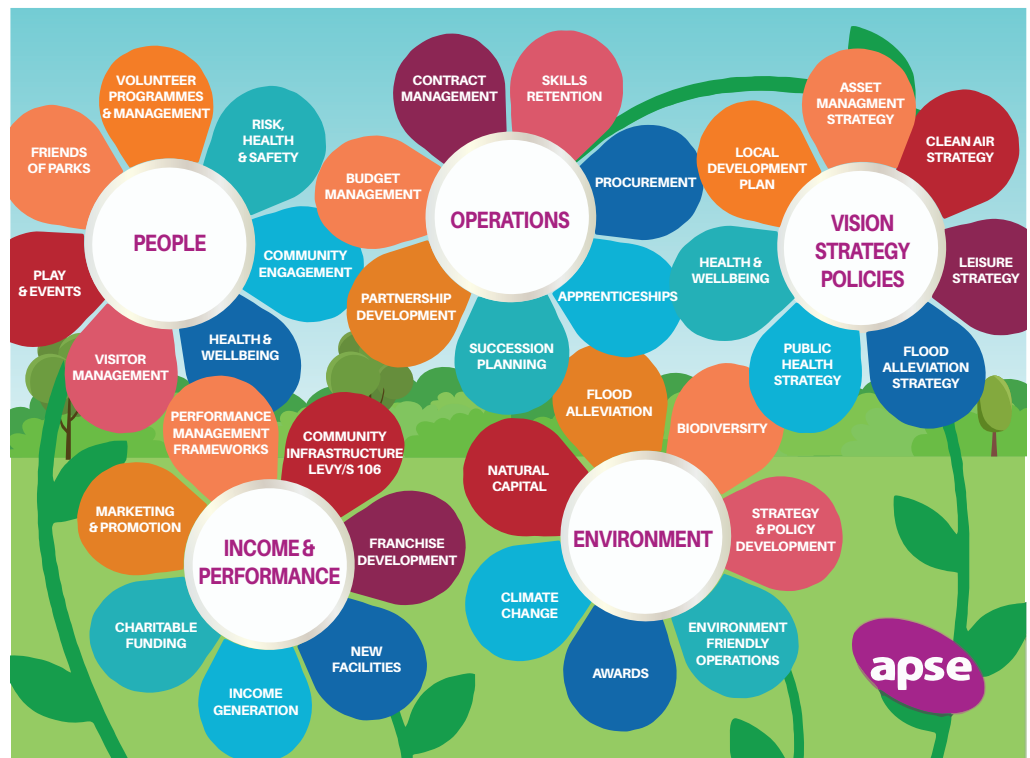 PEOPLE
VOLUNTEER
PROGRAMMES
& MANAGEMENT
RISK,
HEALTH
& SAFETY
COMMUNITY
ENGAGEMENT
HEALTH &
WELLBEING
VISITOR
MANAGEMENT
PLAY
& EVENTS
FRIENDS
OF PARKS
OPERATIONS
CONTRACT
MANAGEMENT
SKILLS
RETENTION
PROCUREMENT
APPRENTICESHIPS
SUCCESSION
PLANNING
PARTNERSHIP
DEVELOPMENT
BUDGET
MANAGEMENT
VISION
STRATEGY
POLICIES
ASSET
MANAGMENT
STRATEGY
CLEAN AIR
STRATEGY
LEISURE
STRATEGY
FLOOD
ALLEVIATION
STRATEGY
PUBLIC
HEALTH
STRATEGY
HEALTH &
WELLBEING
LOCAL
DEVELOPMENT
PLAN
INCOME &
PERFORMANCE
PERFORMANCE
MANAGEMENT
FRAMEWORKS
COMMUNITY
INFRASTRUCTURE
LEVY/S 106
FRANCHISE
DEVELOPMENT
NEW
FACILITIES
INCOME
GENERATION
CHARITABLE
FUNDING
MARKETING
& PROMOTION
ENVIRONMENT
FLOOD
ALLEVIATION
BIODIVERSITY
STRATEGY
& POLICY
DEVELOPMENT
ENVIRONMENT
FRIENDLY
OPERATIONS
AWARDS
CLIMATE
CHANGE
NATURAL
CAPITAL
apse